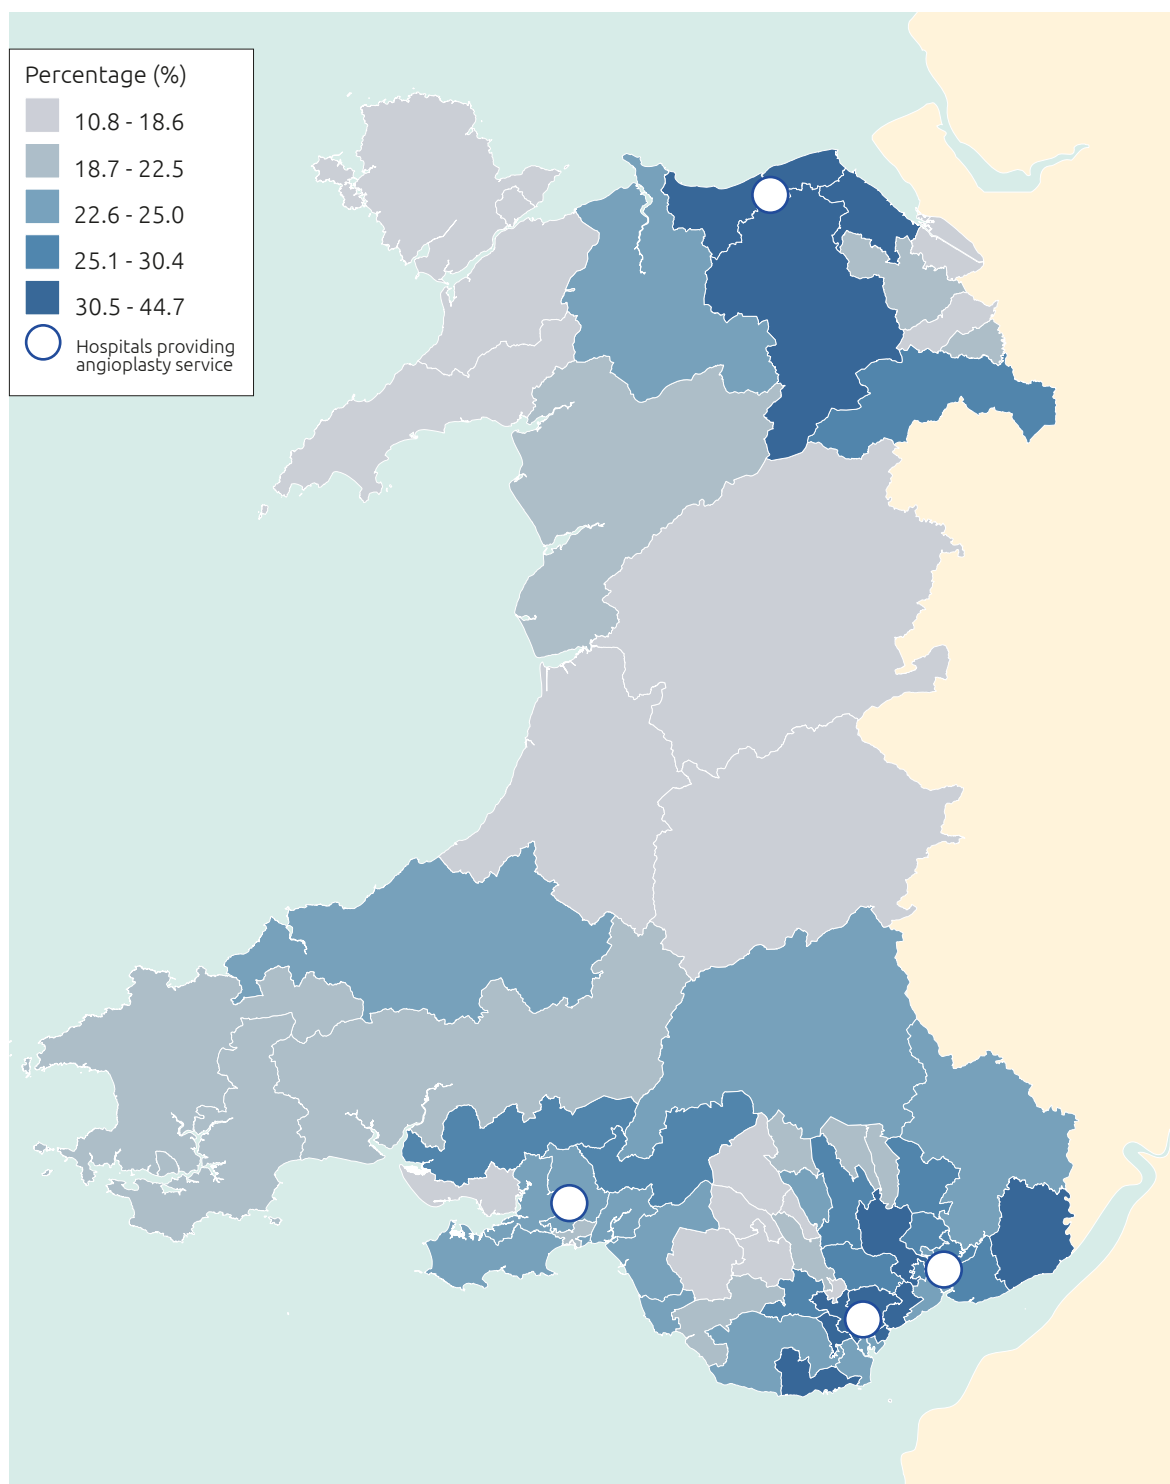 Percentage (%)
10.8 - 18.6
18.7 - 22.5
22.6 - 25.0
25.1 - 30.4
30.5 - 44.7
Hospitals providing
angioplasty service